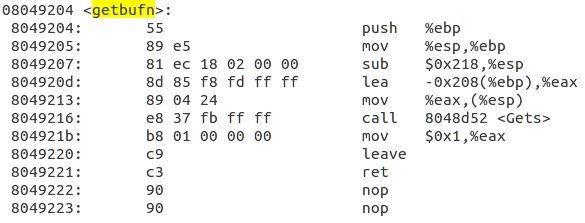 08049204 <getbufn>:
8049204: 55 push %ebp
8049205: 89 e5 mov %esp,%ebp
8049207: 81 ec 18 02 00 00 sub $0x218,%esp
804920d: 8d 85 f8 fd ff ff lea -0x208(%ebp),%eax
8049213: 89 04 24 mov %eax,(%esp)
8049216: e8 37 fb ff ff call 8048d52 <Gets>
804921b: b8 01 00 00 00 mov $0x1,%eax
8049220: c9 leave
8049221: c3 ret
8049222: 90 nop
8049223: 90 nop